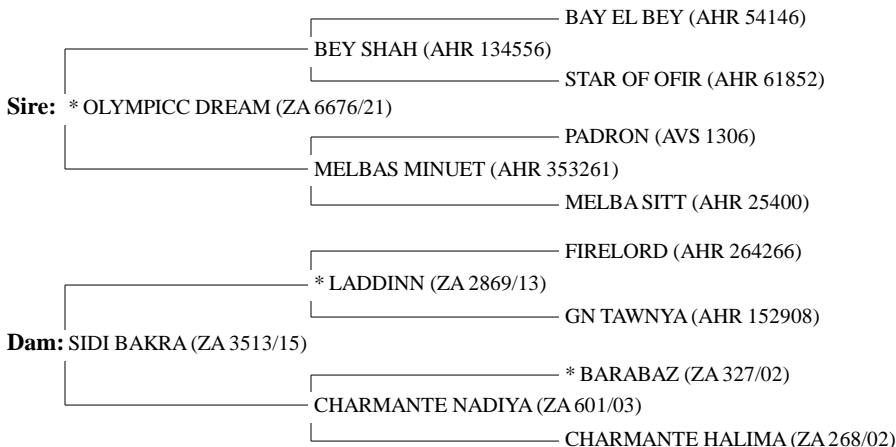 BAY EL BEY (AHR 54146)
BEY SHAH (AHR 134556)
STAR OF OFIR (AHR 61852)
Sire: * OLYMPICC DREAM (ZA 6676/21)
PADRON (AVS 1306)
MELBAS MINUET (AHR 353261)
MELBA SITT (AHR 25400)
FIRELORD (AHR 264266)
* LADDINN (ZA 2869/13)
GN TAWNYA (AHR 152908)
Dam: SIDI BAKRA (ZA 3513/15)
* BARABAZ (ZA 327/02)
CHARMANTE NADIYA (ZA 601/03)
CHARMANTE HALIMA (ZA 268/02)